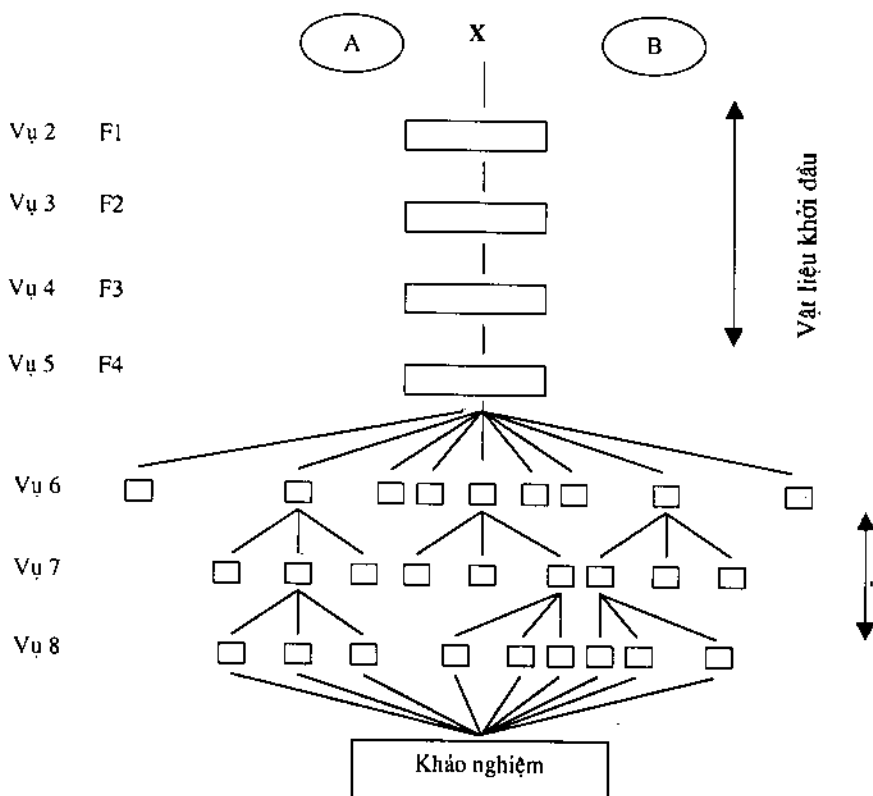 A X B
Vụ 2 F1
Vụ 3 F2
Vụ 4 F3
Vụ 5 F4
Vật liệu khởi đầu
Vụ 6
Vụ 7
Vụ 8
Khảo nghiệm